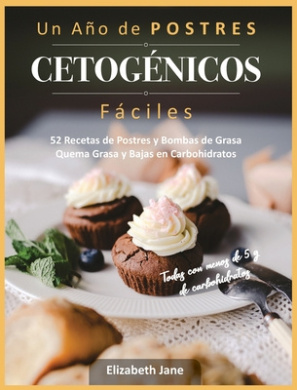 Un Año de POSTRES
CETOGÉNICOS
Fáciles
52 Recetas de Postres y Bombas de Grasa
Quema Grasa y Bajas en Carbohidratos
Todas con menos de 5 g
de carbohidratos
Elizabeth Jane